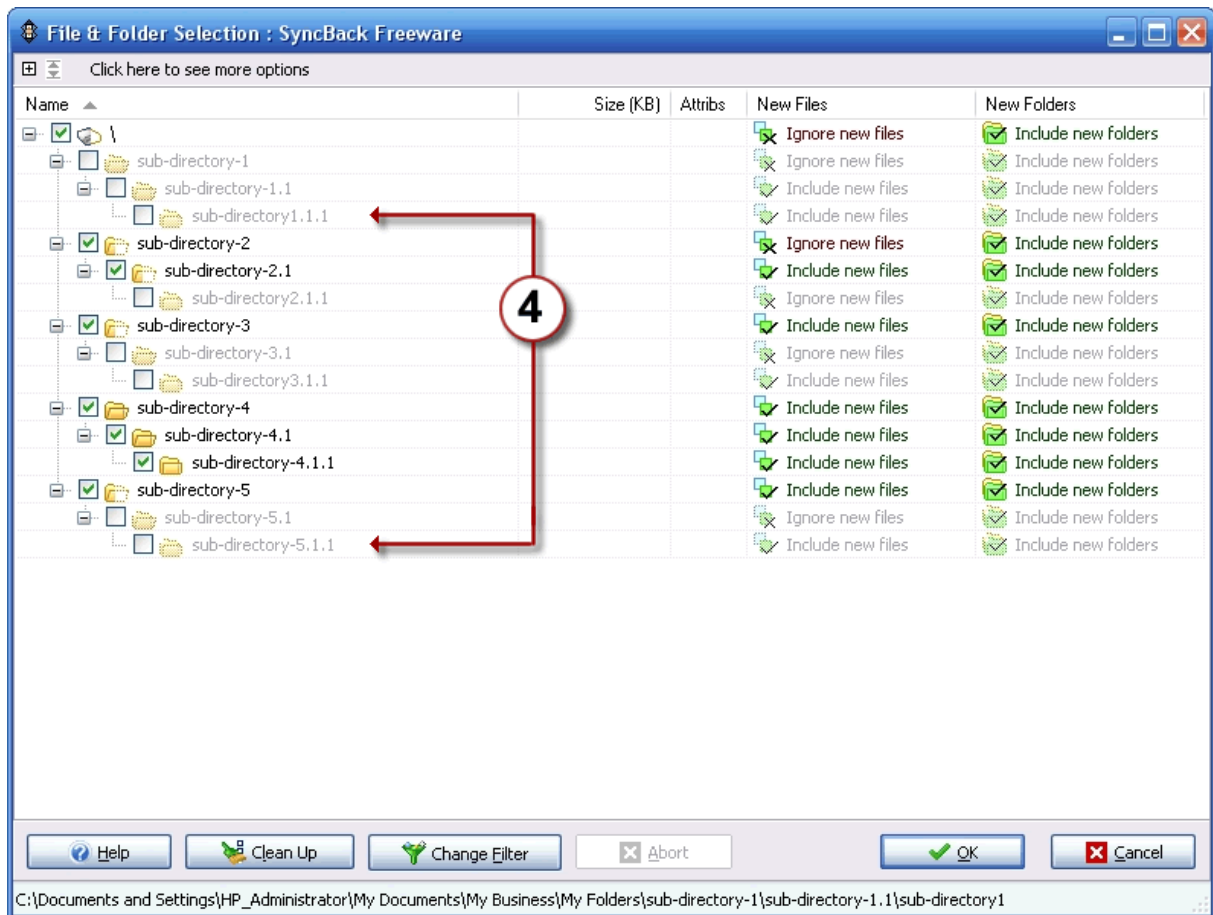 File & Folder Selection : SyncBack Freeware
Click here to see more options
Name Size (KB) Attribs New Files New Folders
\ Ignore new files Include new folders
sub-directory-1 Ignore new files Include new folders
sub-directory-1.1 Include new files Include new folders
sub-directory1.1.1 Include new files Include new folders
sub-directory-2 Ignore new files Include new folders
sub-directory-2.1 Include new files Include new folders
sub-directory2.1.1 Ignore new files Include new folders
4
sub-directory-3 Include new files Include new folders
sub-directory-3.1 Ignore new files Include new folders
sub-directory3.1.1 Include new files Include new folders
sub-directory-4 Include new files Include new folders
sub-directory-4.1 Include new files Include new folders
sub-directory-4.1.1 Include new files Include new folders
sub-directory-5 Include new files Include new folders
sub-directory-5.1 Ignore new files Include new folders
sub-directory-5.1.1 Include new files Include new folders
Help Clean Up Change Filter Abort OK Cancel
C:\Documents and Settings\HP_Administrator\My Documents\My Business\My Folders\sub-directory-1\sub-directory-1.1\sub-directory1